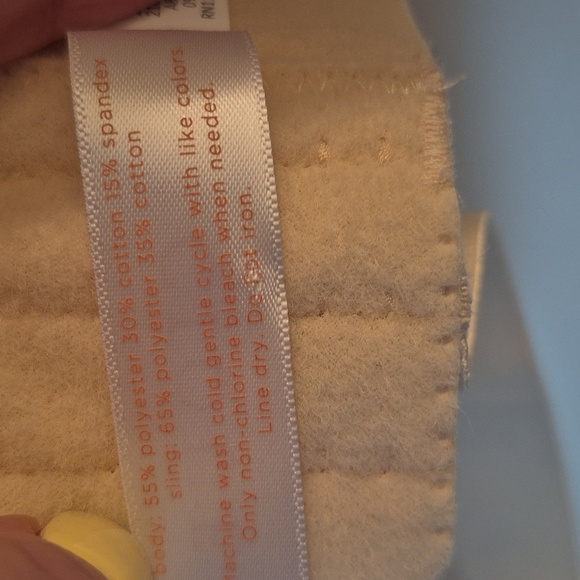 body: 55% polyester 30% cotton 15% spandex
sling: 65% polyester 35% cotton
Machine wash cold gentle cycle with like colors.
Only non-chlorine bleach when needed.
Line dry. Do not iron.